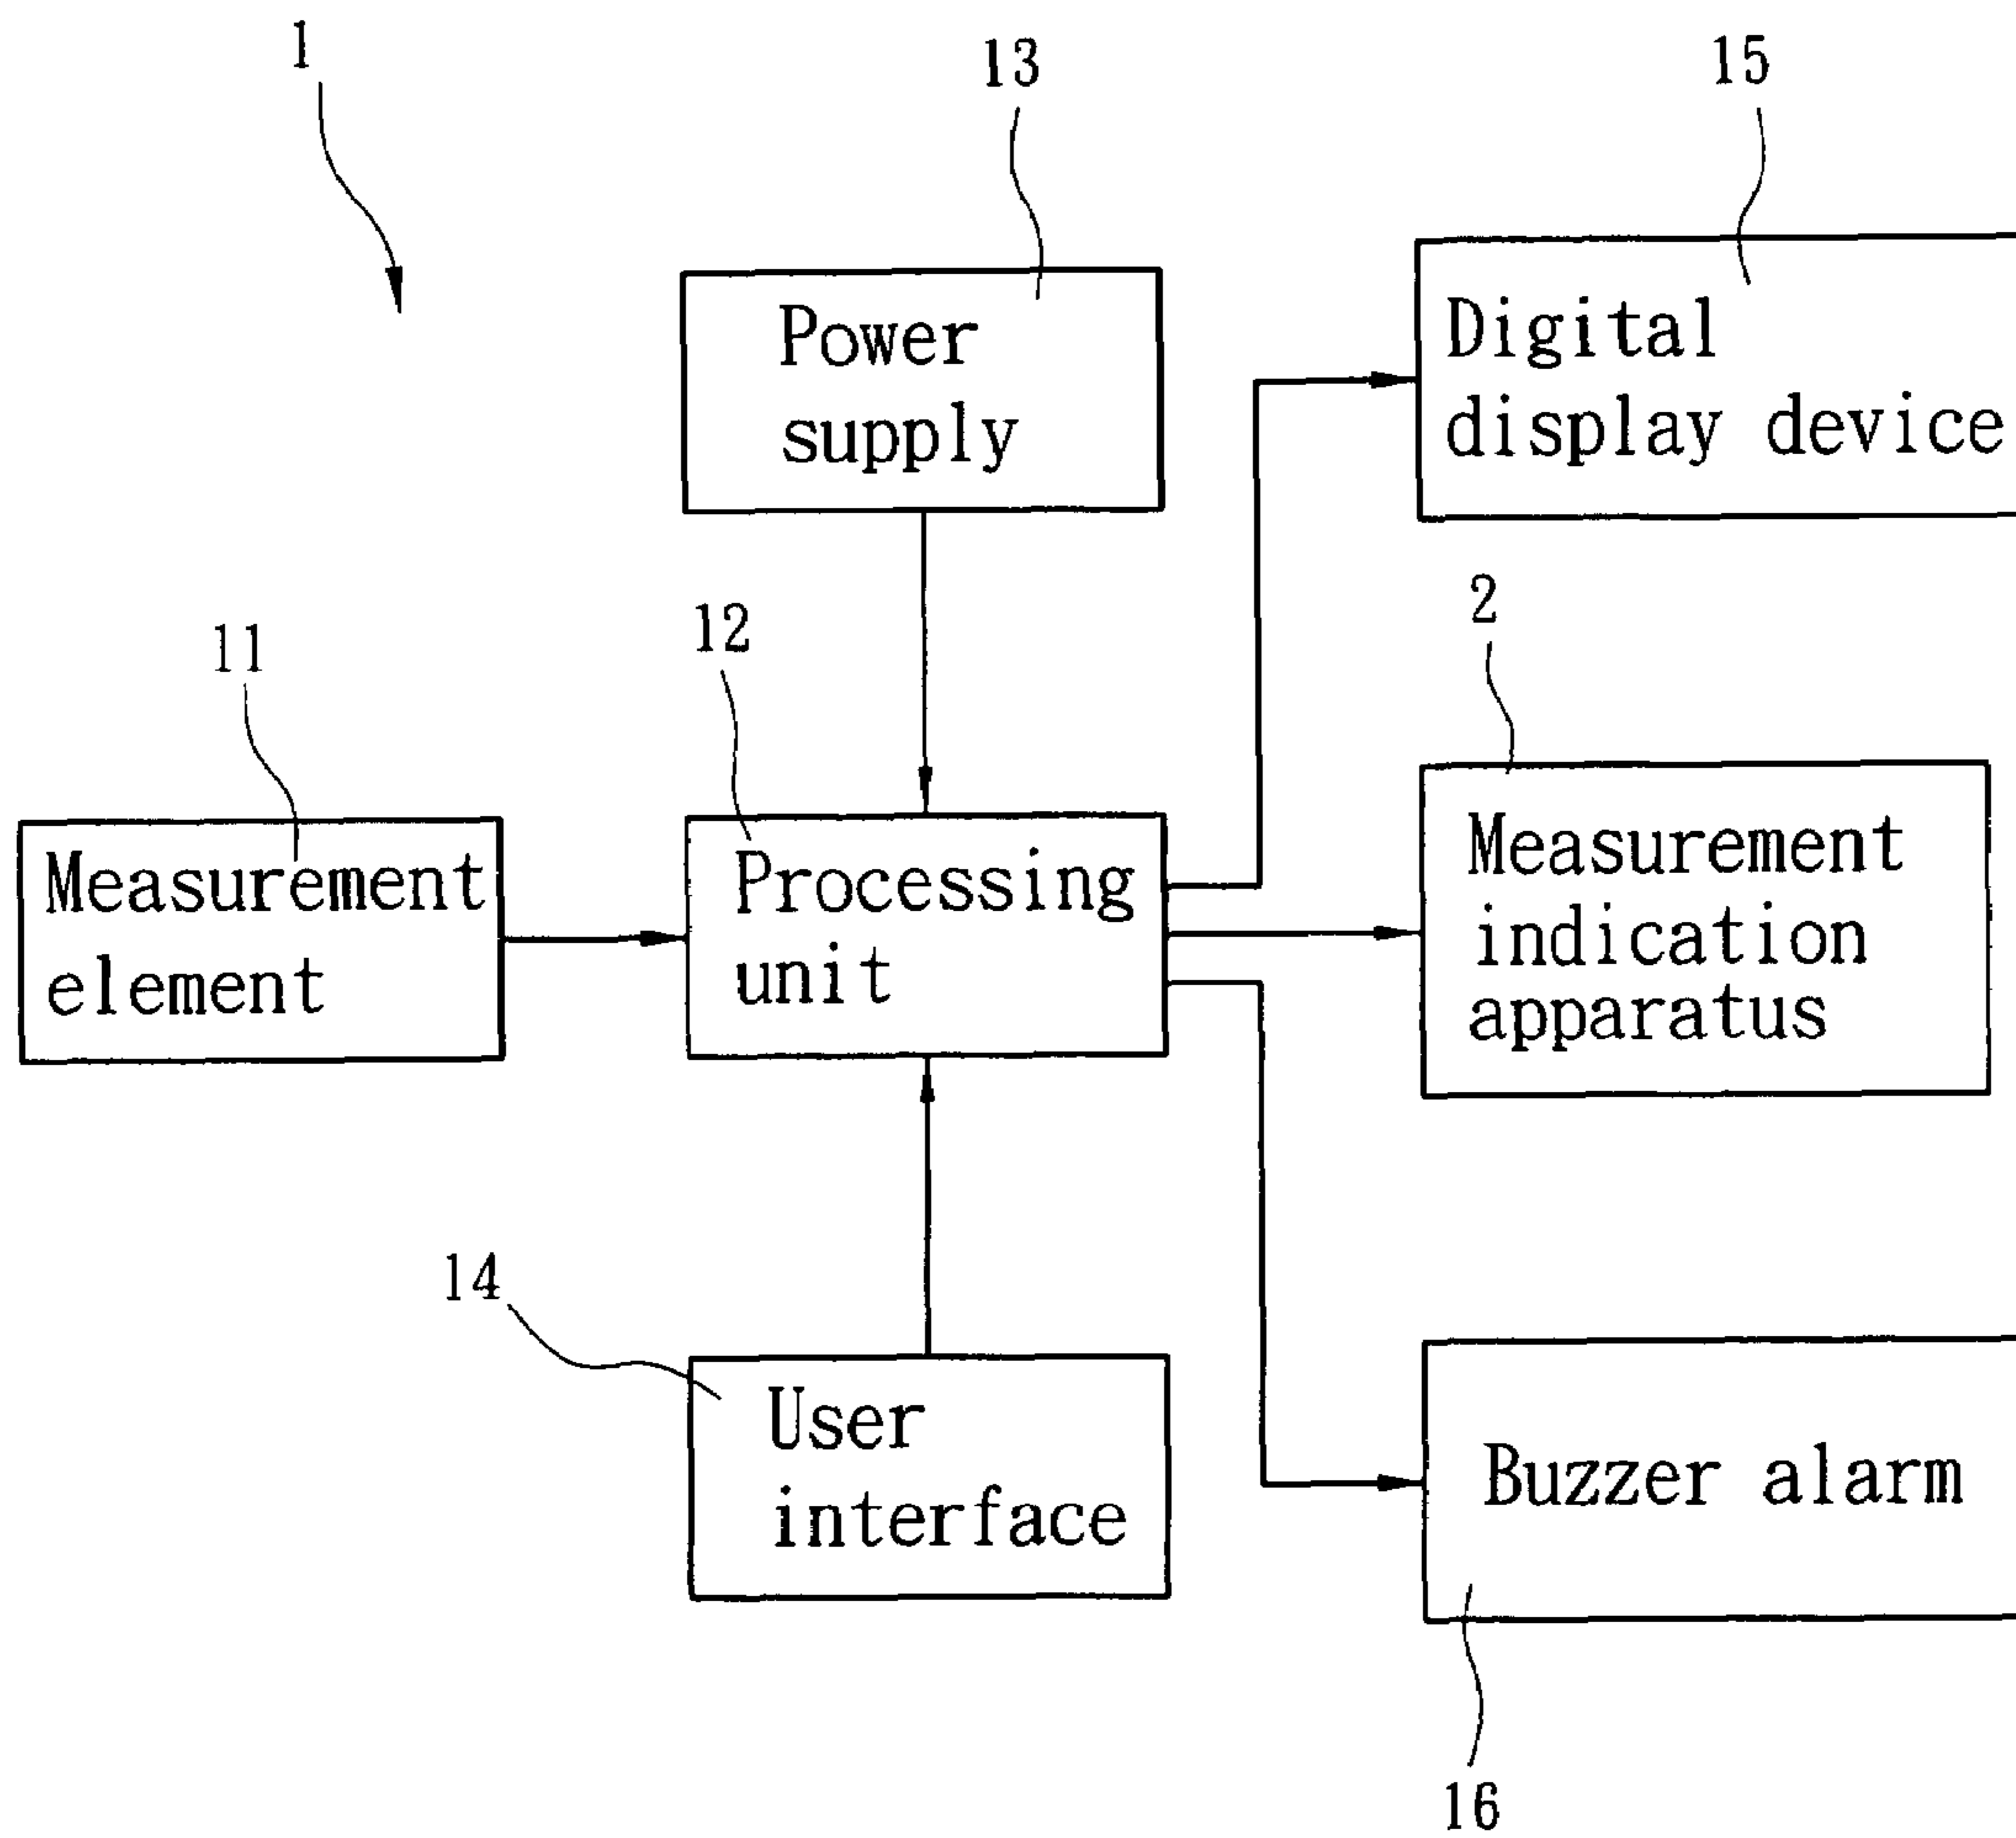 1
13
15
Power
supply
Digital
display device
11
12
2
Measurement
element
Processing
unit
Measurement
indication
apparatus
14
User
interface
Buzzer alarm
16